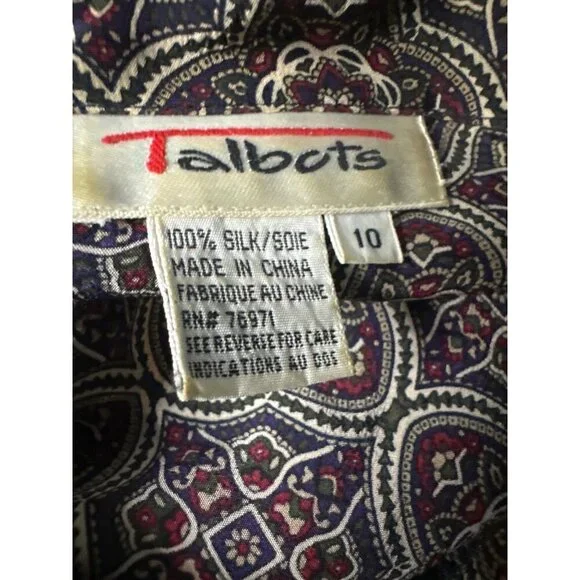 Talbots
10
100% SILK/SOIE
MADE IN CHINA
FABRIQUE AU CHINE
RN# 76971
SEE REVERSE FOR CARE
INDICATIONS AU DOS